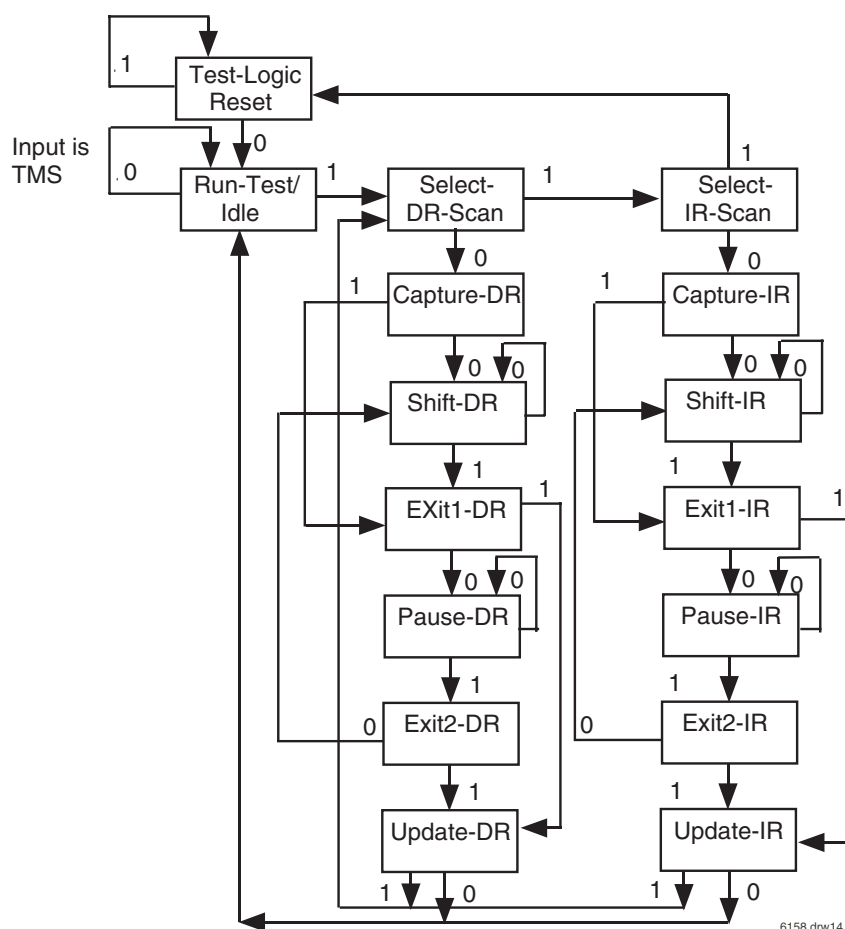 .1
Test-Logic
Reset
0
1
Input is
TMS
.0
Run-Test/
Idle
1
Select-
DR-Scan
1
Select-
IR-Scan
0
0
1
Capture-DR
1
Capture-IR
0
0
0
0
Shift-DR
Shift-IR
1
1
EXit1-DR
1
Exit1-IR
1
0
0
0
0
Pause-DR
Pause-IR
1
1
0
Exit2-DR
0
Exit2-IR
1
1
Update-DR
Update-IR
1
0
1
0
6158 drw14